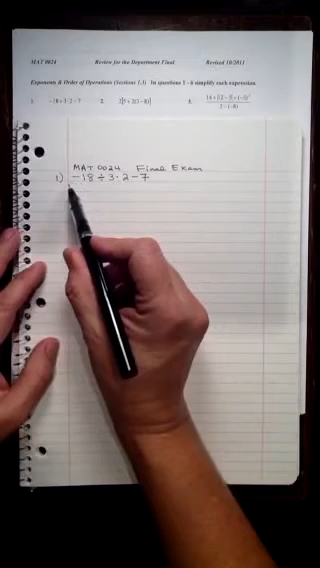 MAT 0024 Review for the Department Final Revised 10/2013
Exponents & Order of Operations (Sections 1.3) In questions 1 - 6 simplify each expression.
1. −18 ÷ 3 · 2 − 7 2. 3.
MAT 0024 Final Exam
1) −18 ÷ 3 · 2 − 7